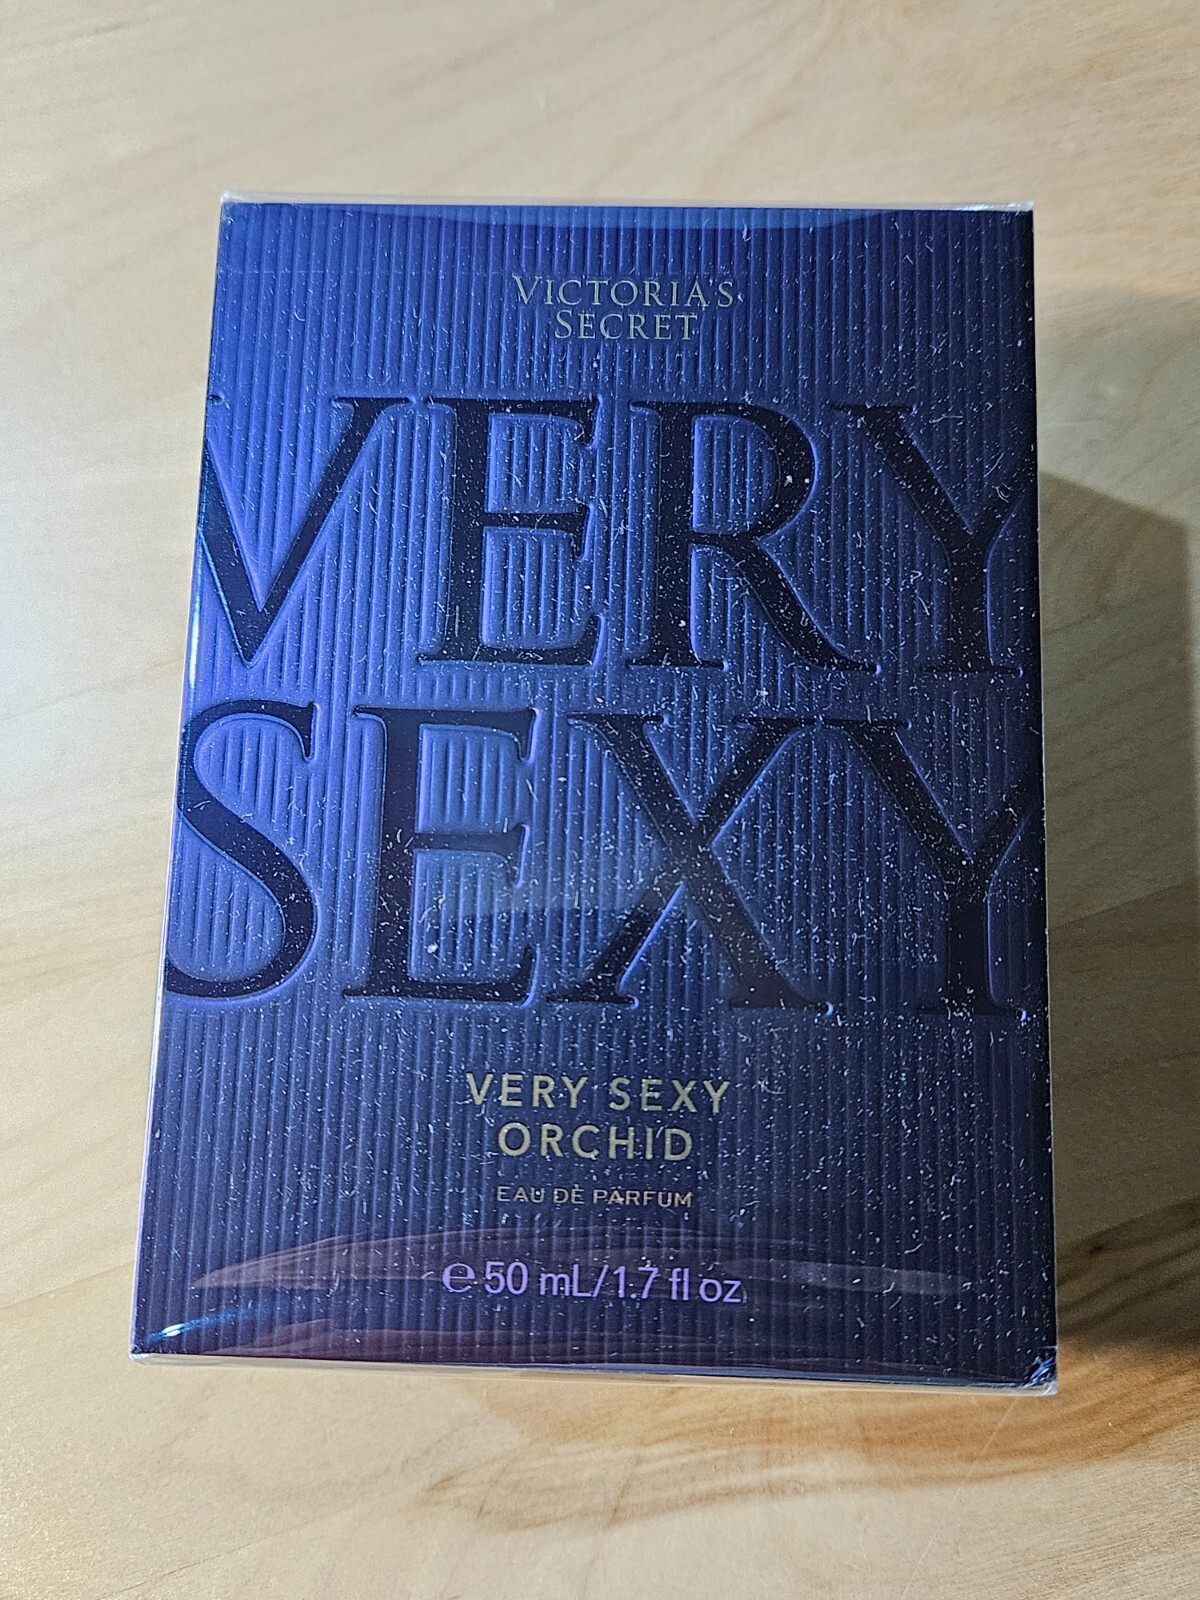 VICTORIA'S
SECRET
VERY
SEXY
VERY SEXY
ORCHID
EAU DE PARFUM
℮ 50 mL/1.7 fl oz